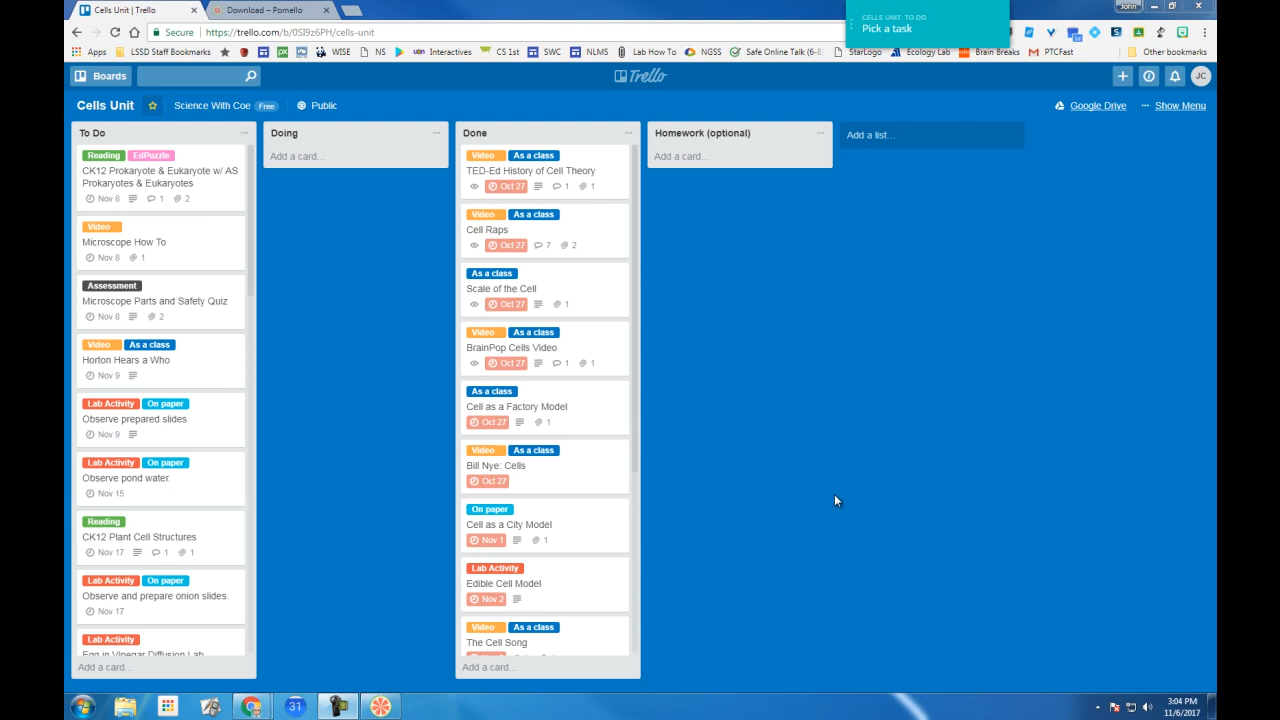 Cells Unit | Trello
Download – Pomello
John
Secure
https://trello.com/b/0SI9z6PH/cells-unit
CELLS UNIT TO DO
Pick a task
Apps
LSSD Staff Bookmarks
WISE
NS
Interactives
CS 1st
SWC
NLMS
Lab How To
NGSS
Safe Online Talk (6-8)
StarLogo
Ecology Lab
Brain Breaks
PTCFast
Other bookmarks
Boards
Trello
JC
Cells Unit
Science With Coe
Free
Public
Google Drive
Show Menu
To Do
Reading EdPuzzle
CK12 Prokaryote & Eukaryote w/ AS
Prokaryotes & Eukaryotes
Nov 8 1 2
Video
Microscope How To
Nov 8 1
Assessment
Microscope Parts and Safety Quiz
Nov 8 2
Video As a class
Horton Hears a Who
Nov 9
Lab Activity On paper
Observe prepared slides
Nov 9
Lab Activity On paper
Observe pond water.
Nov 15
Reading
CK12 Plant Cell Structures
Nov 17 1 1
Lab Activity On paper
Observe and prepare onion slides.
Nov 17
Lab Activity
Egg in Vinegar Diffusion Lab
Add a card...
Doing
Add a card...
Done
Video As a class
TED-Ed History of Cell Theory
Oct 27 1 1
Video As a class
Cell Raps
Oct 27 7 2
As a class
Scale of the Cell
Oct 27 1
Video As a class
BrainPop Cells Video
Oct 27 1 1
As a class
Cell as a Factory Model
Oct 27 1
Video As a class
Bill Nye: Cells
Oct 27
On paper
Cell as a City Model
Nov 1 1
Lab Activity
Edible Cell Model
Nov 2
Video As a class
The Cell Song
Add a card...
Homework (optional)
Add a card...
Add a list...
31
3:04 PM
11/6/2017